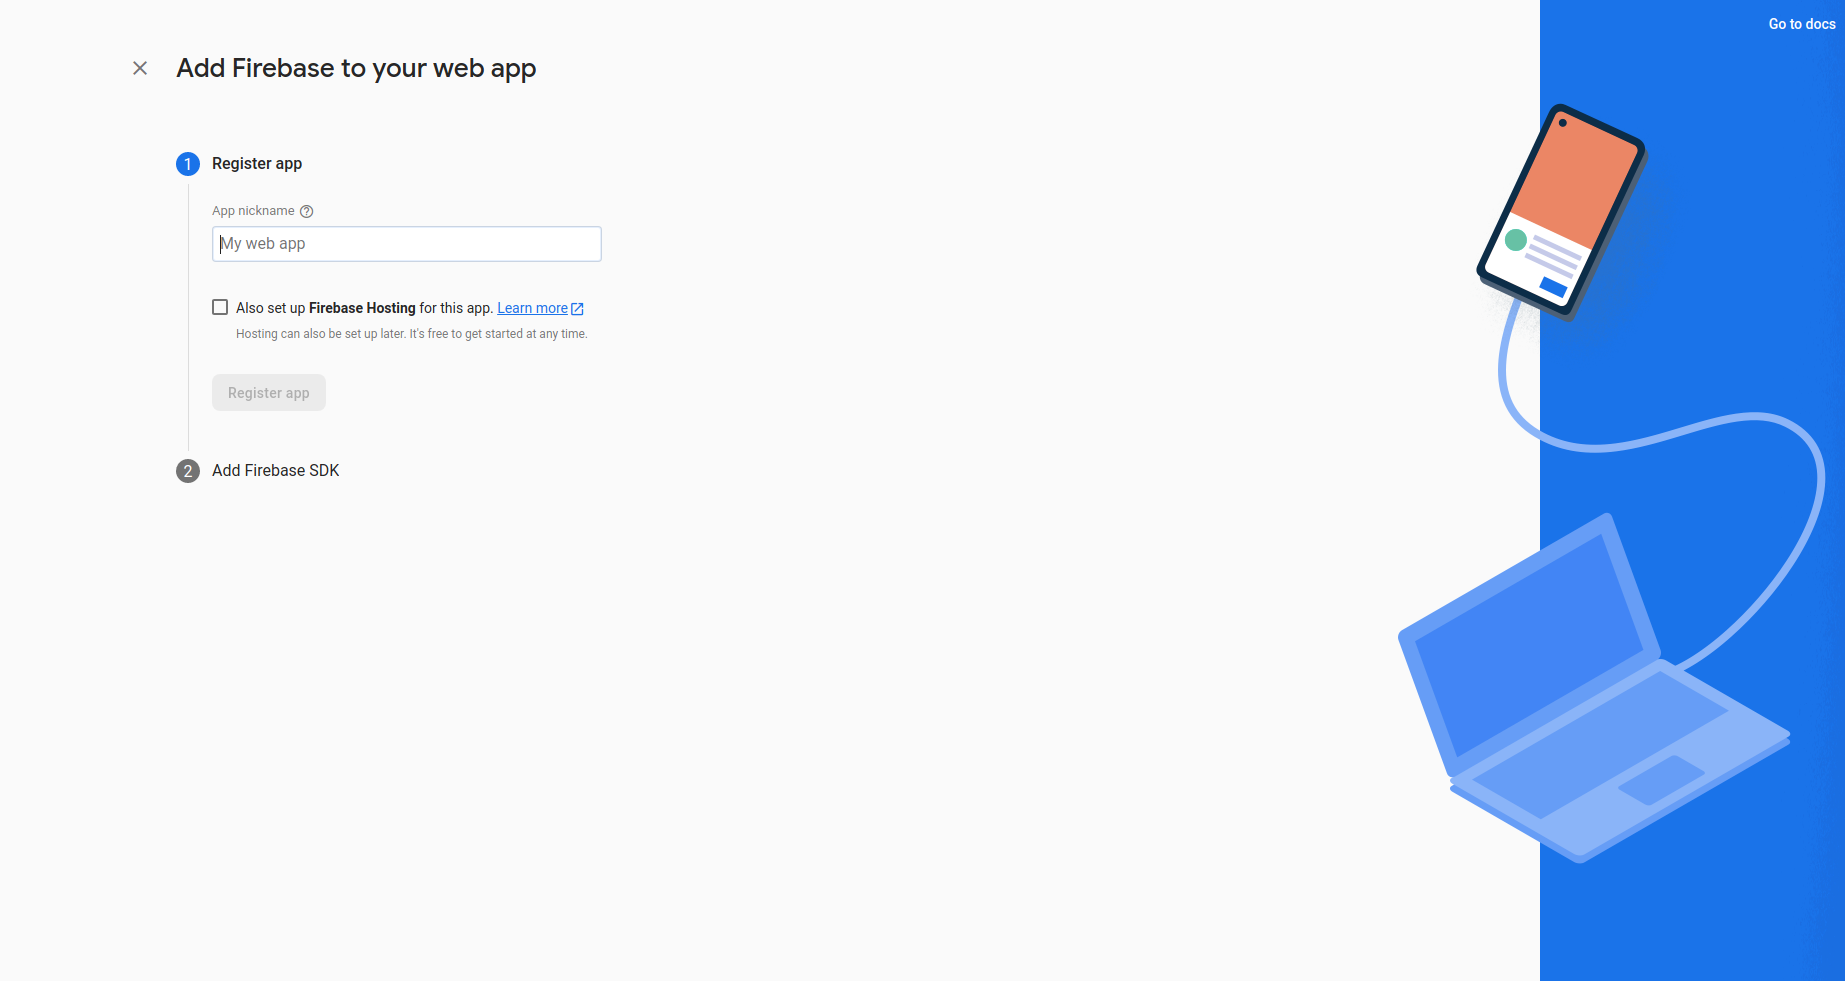 Go to docs
Add Firebase to your web app
1 Register app
App nickname
My web app
Also set up Firebase Hosting for this app. Learn more
Hosting can also be set up later. It's free to get started at any time.
Register app
2 Add Firebase SDK